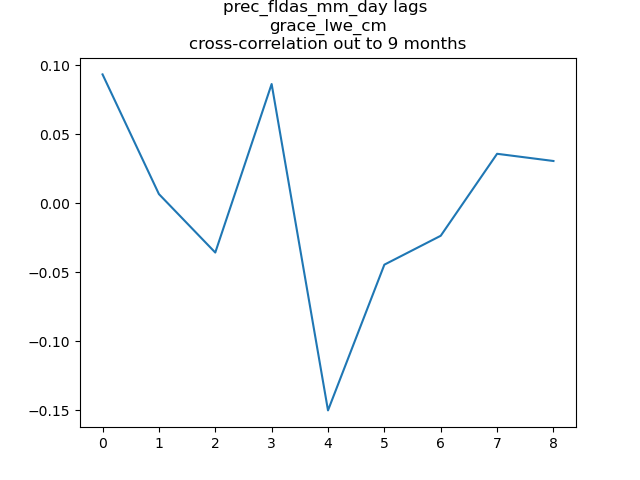 prec_fldas_mm_day lags
grace_lwe_cm
cross-correlation out to 9 months
0.10
0.05
0.00
−0.05
−0.10
−0.15
0 1 2 3 4 5 6 7 8